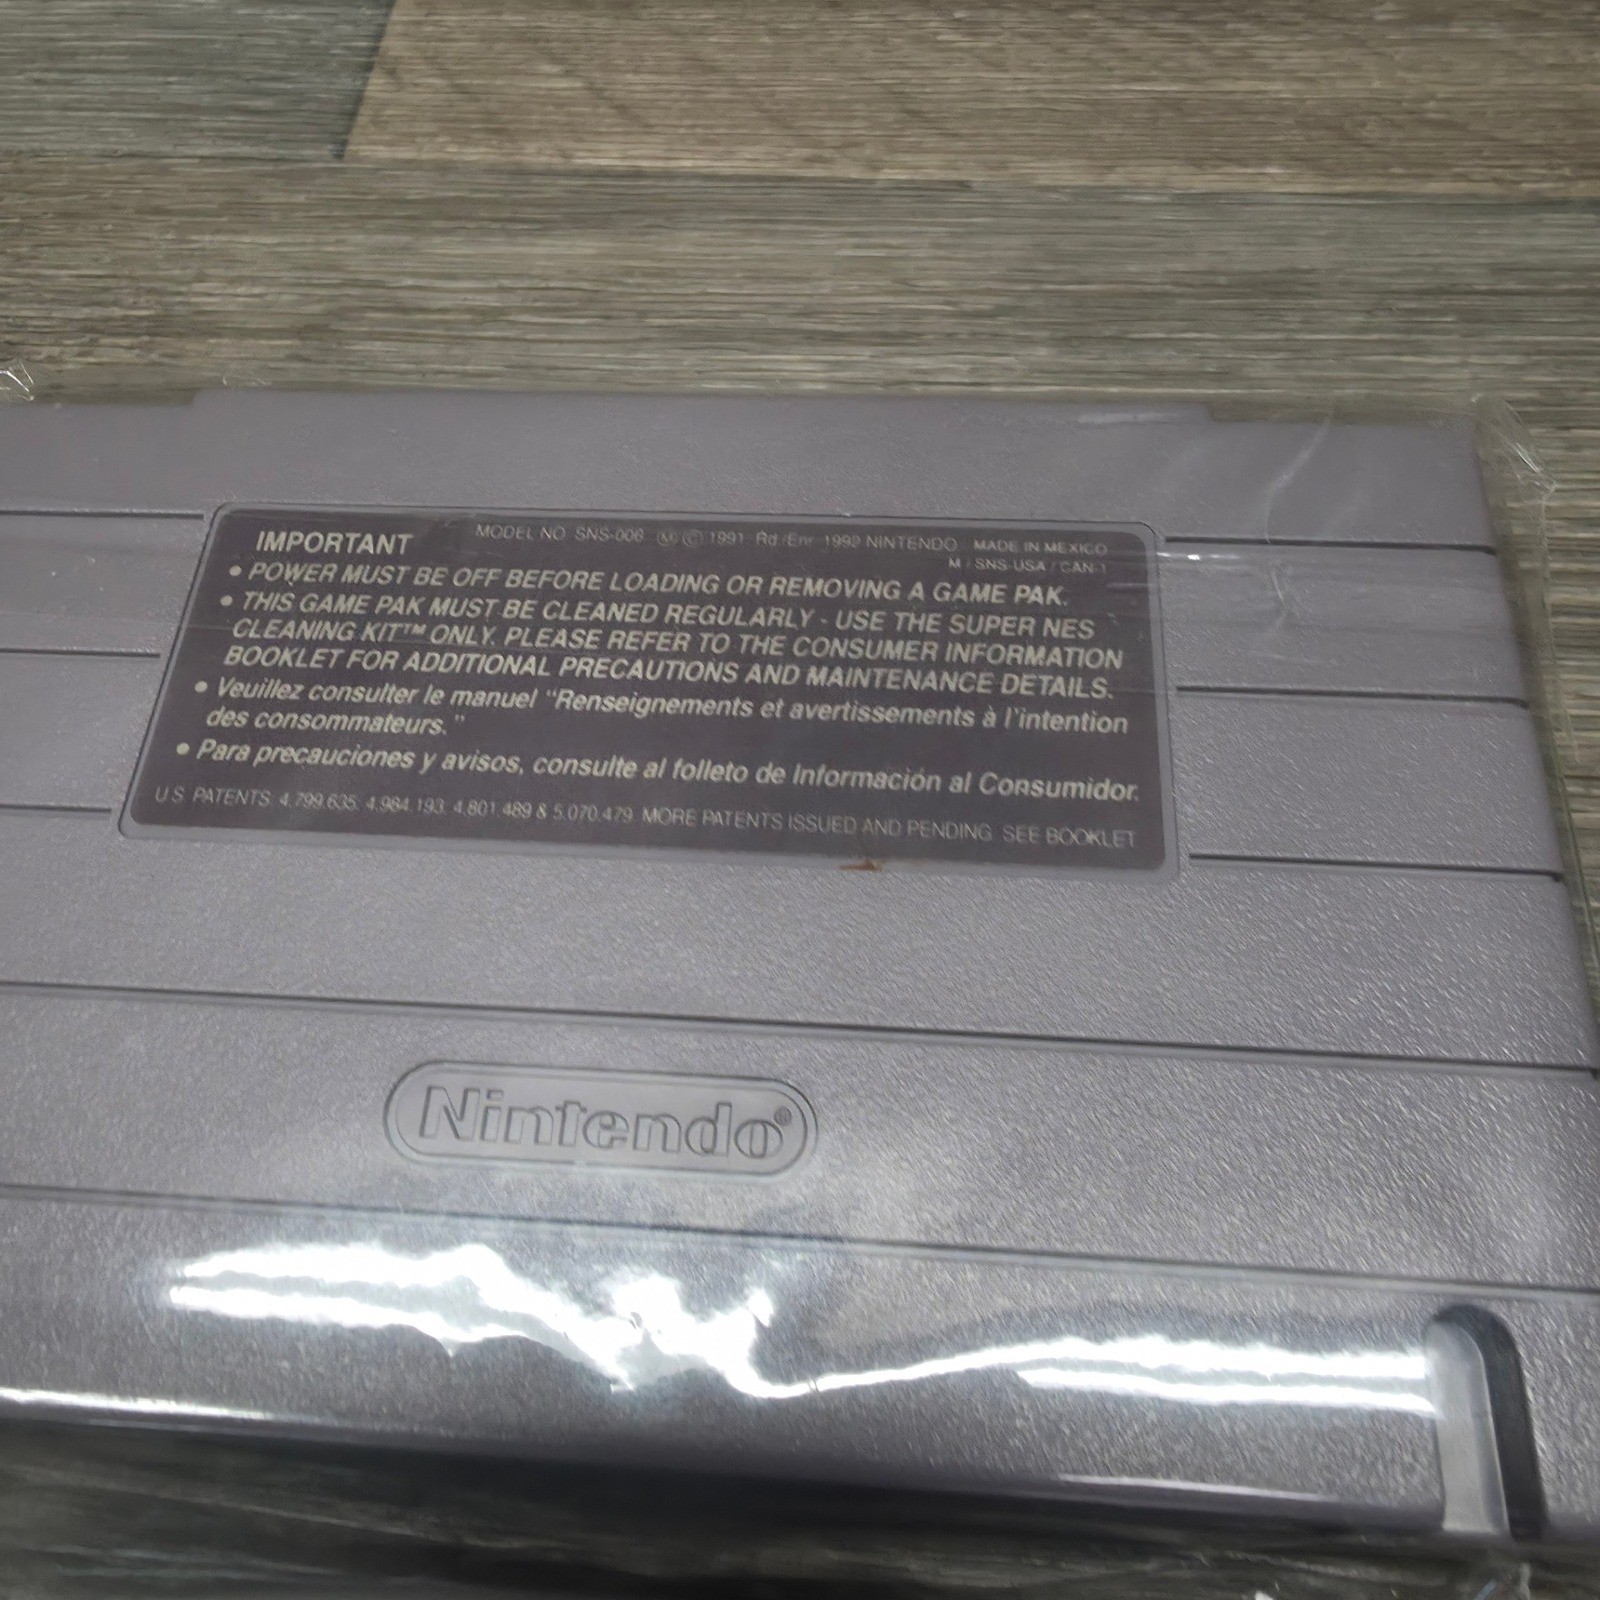 IMPORTANT MODEL NO. SNS-006 Ⓜ © 1991 Rd/Enr 1992 NINTENDO MADE IN MEXICO
M / SNS-USA / CAN-1
• POWER MUST BE OFF BEFORE LOADING OR REMOVING A GAME PAK.
• THIS GAME PAK MUST BE CLEANED REGULARLY - USE THE SUPER NES
CLEANING KIT™ ONLY. PLEASE REFER TO THE CONSUMER INFORMATION
BOOKLET FOR ADDITIONAL PRECAUTIONS AND MAINTENANCE DETAILS.
• Veuillez consulter le manuel "Renseignements et avertissements à l'intention
des consommateurs."
• Para precauciones y avisos, consulte al folleto de Información al Consumidor.
U.S. PATENTS: 4.799.635. 4.984.193. 4.801.489 & 5.070.479. MORE PATENTS ISSUED AND PENDING. SEE BOOKLET
Nintendo®